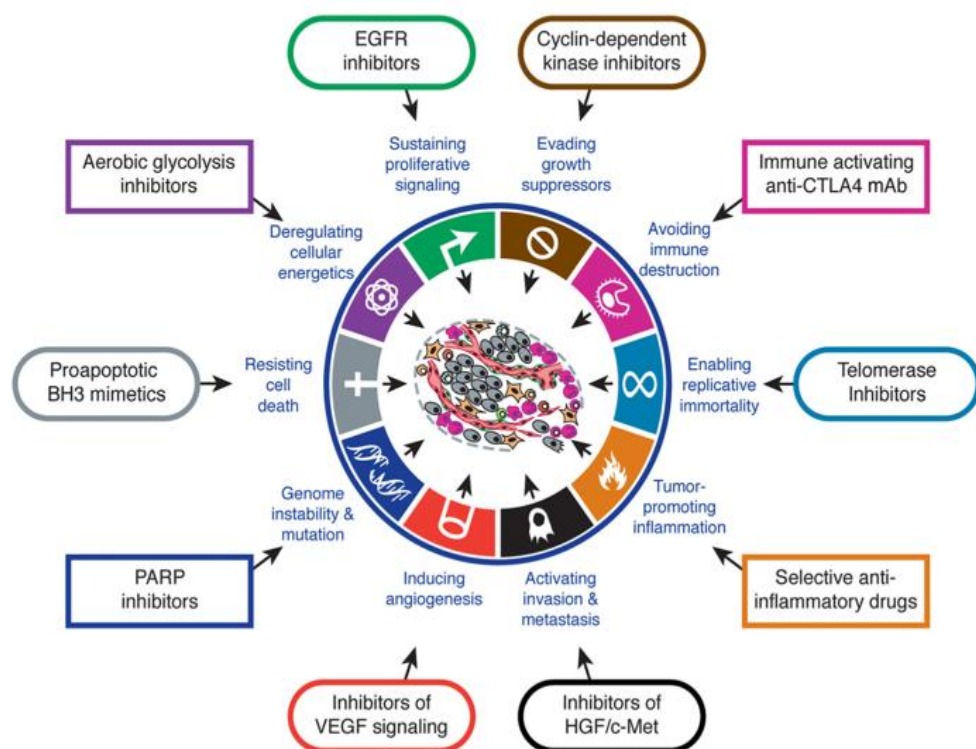 EGFR
inhibitors
Cyclin-dependent
kinase inhibitors
Sustaining
proliferative
signaling
Evading
growth
suppressors
Aerobic glycolysis
inhibitors
Immune activating
anti-CTLA4 mAb
Deregulating
cellular
energetics
Avoiding
immune
destruction
Proapoptotic
BH3 mimetics
Resisting
cell
death
Enabling
replicative
immortality
Telomerase
Inhibitors
Genome
instability &
mutation
Tumor-
promoting
inflammation
PARP
inhibitors
Inducing
angiogenesis
Activating
invasion &
metastasis
Selective anti-
inflammatory drugs
Inhibitors of
VEGF signaling
Inhibitors of
HGF/c-Met